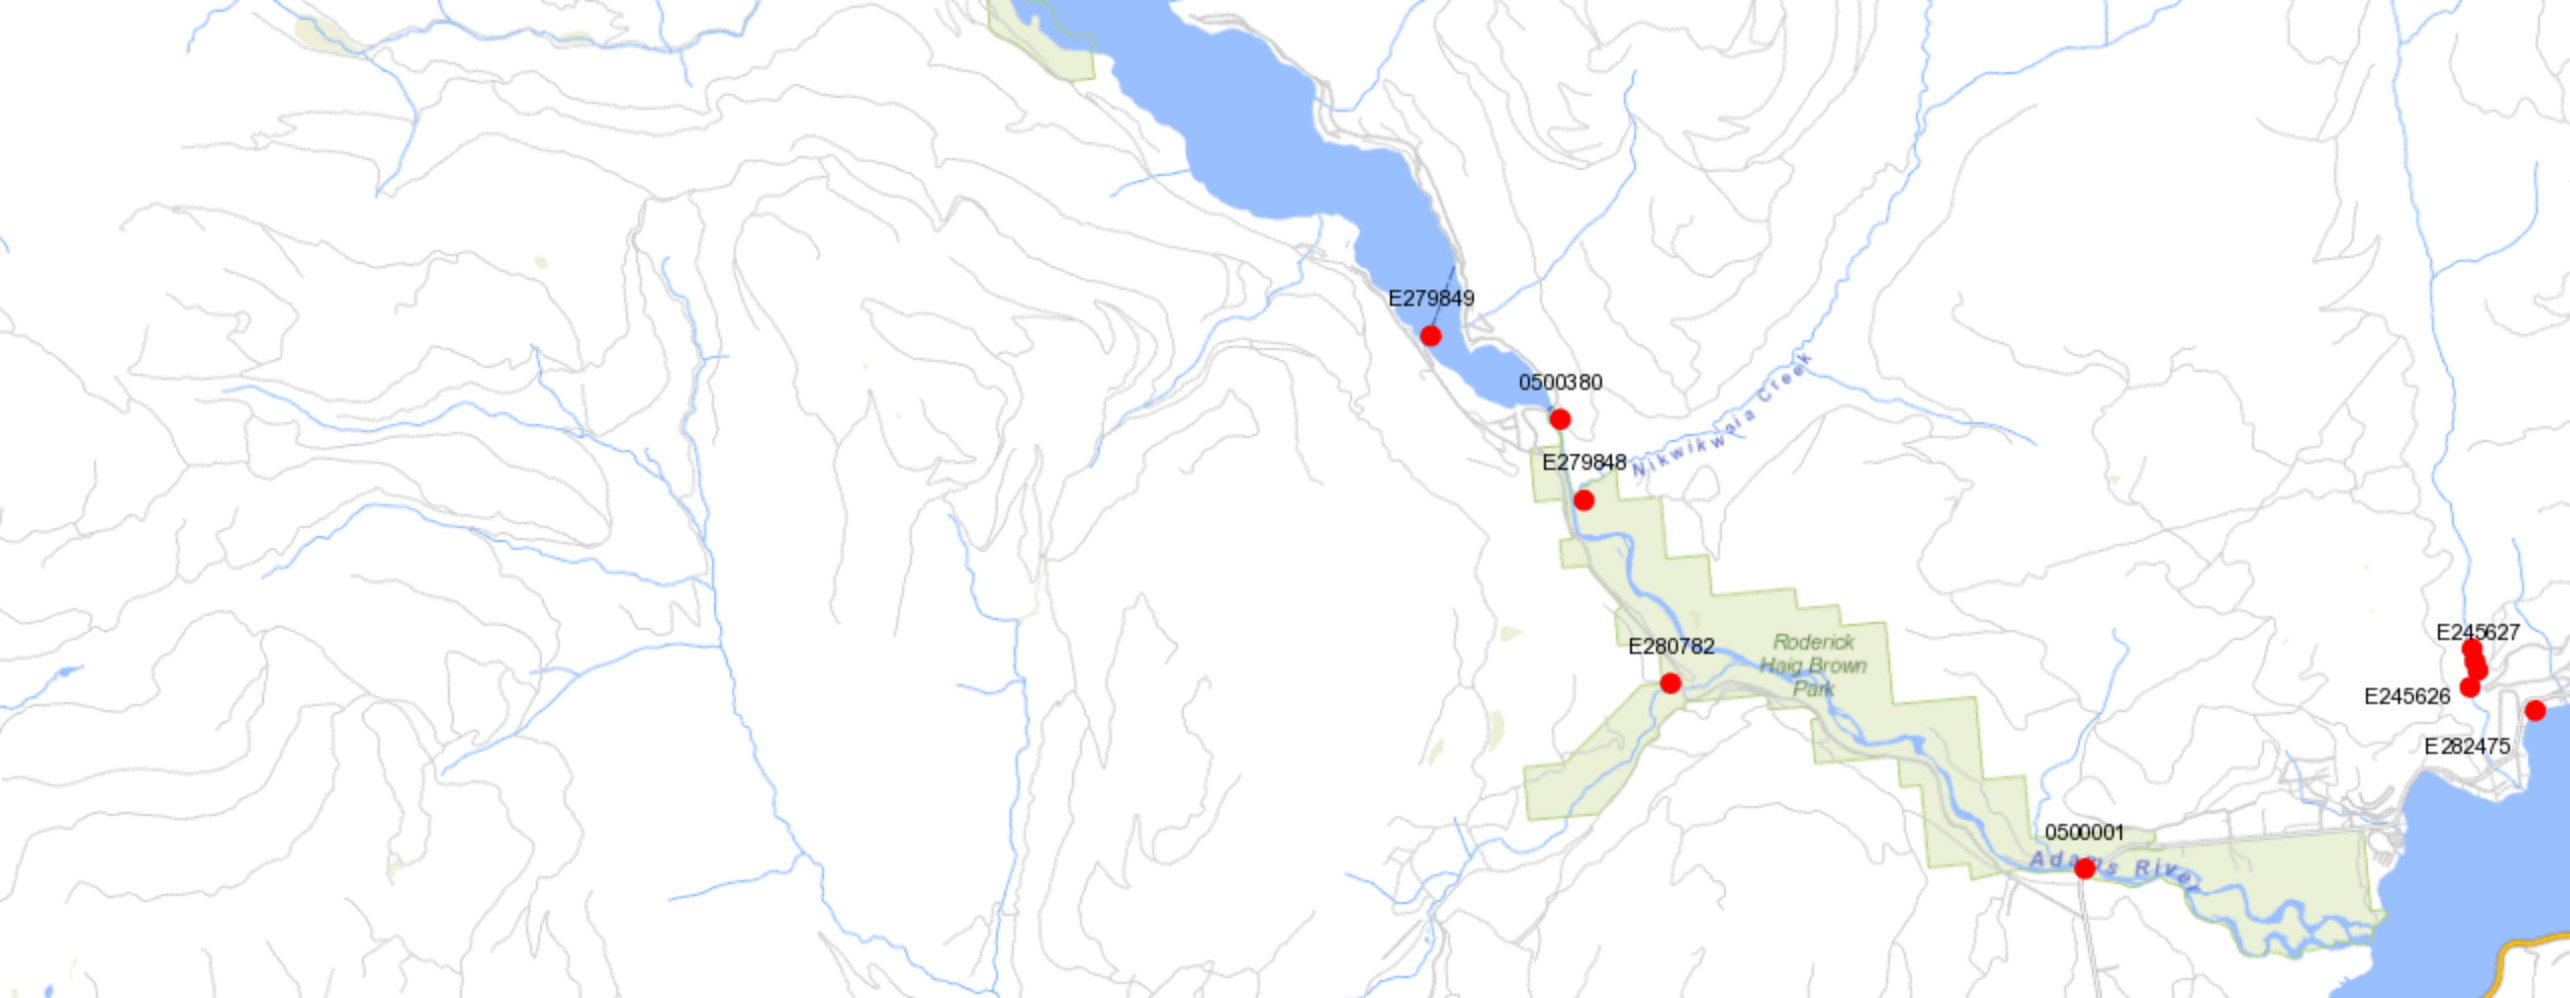 E279849
0500380
Nikwikwaia Creek
E279848
E245627
E280782
Roderick
Haig Brown
Park
E245626
E282475
0500001
Adams River